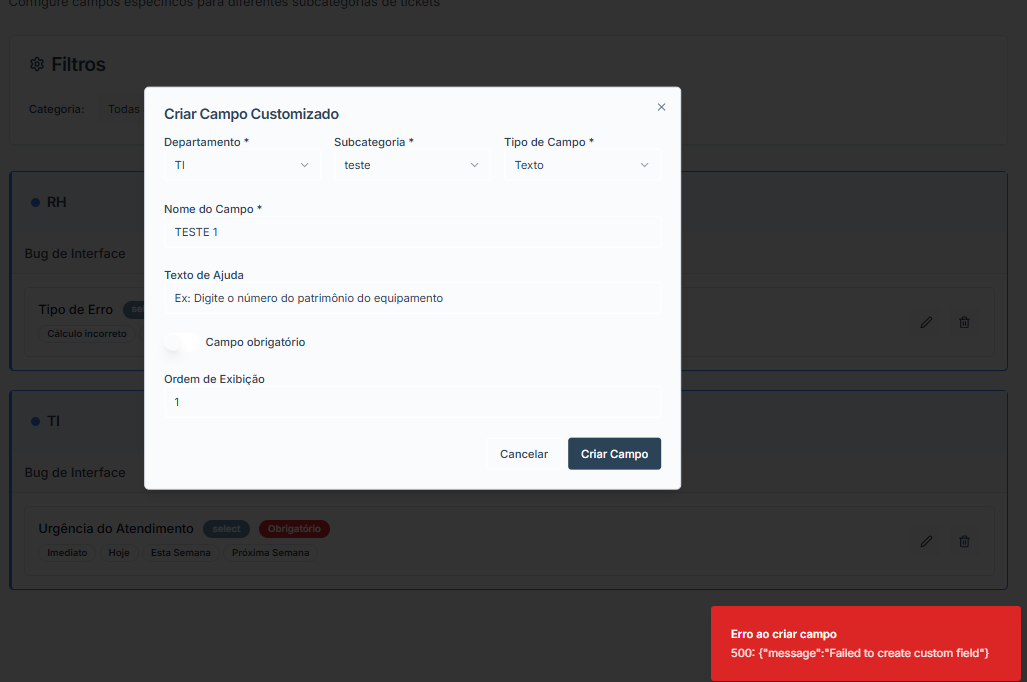 Configure campos específicos para diferentes subcategorias de tickets
Filtros
Categoria: Todas
Criar Campo Customizado
Departamento * Subcategoria * Tipo de Campo *
TI teste Texto
Nome do Campo *
TESTE 1
Texto de Ajuda
Ex: Digite o número do patrimônio do equipamento
Campo obrigatório
Ordem de Exibição
1
Cancelar Criar Campo
RH
Bug de Interface
Tipo de Erro
Cálculo incorreto
TI
Bug de Interface
Urgência do Atendimento select Obrigatório
Imediato Hoje Esta Semana Próxima Semana
Erro ao criar campo
500: {"message":"Failed to create custom field"}